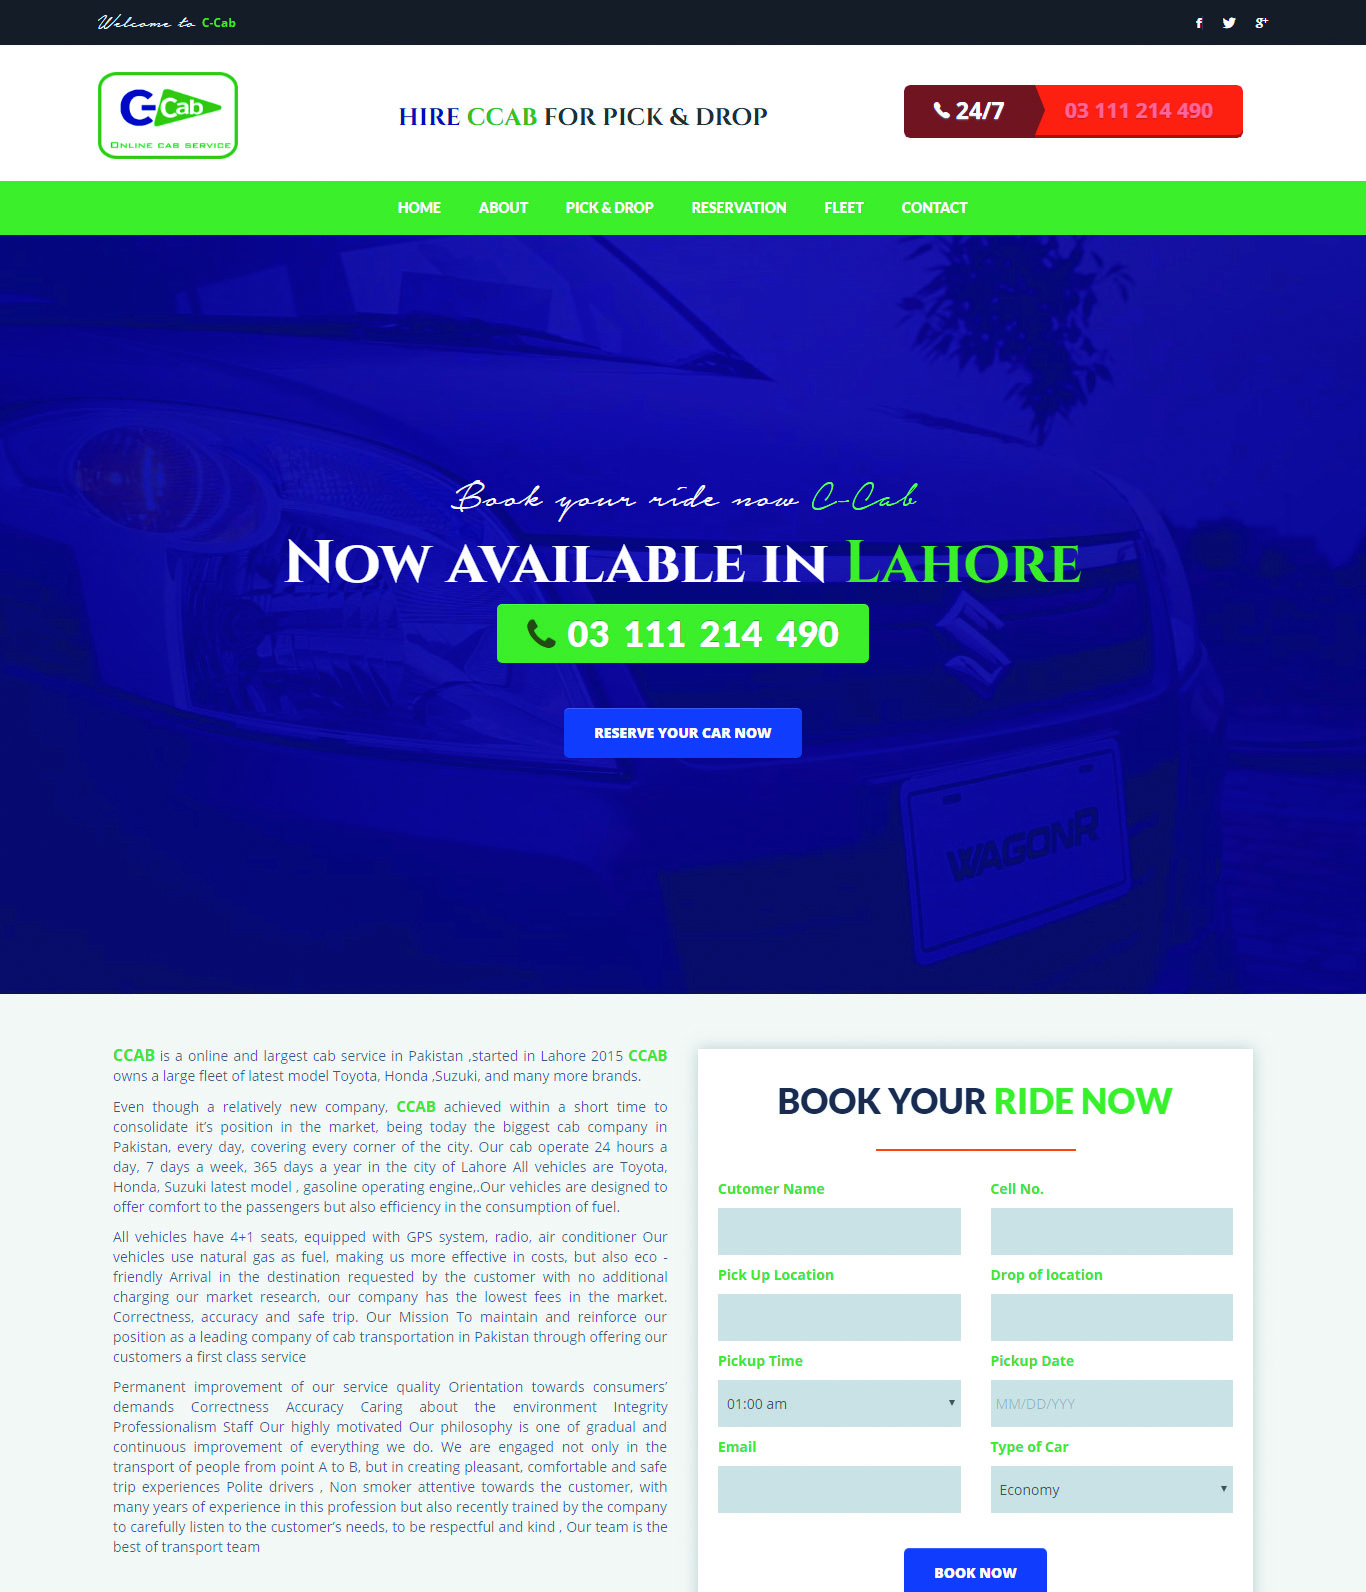 Welcome to C-Cab
C-Cab
ONLINE CAB SERVICE
HIRE CCAB FOR PICK & DROP
24/7 03 111 214 490
HOME ABOUT PICK & DROP RESERVATION FLEET CONTACT
Book your ride now C-Cab
NOW AVAILABLE IN LAHORE
03 111 214 490
RESERVE YOUR CAR NOW
WAGONR
CCAB is a online and largest cab service in Pakistan ,started in Lahore 2015 CCAB
owns a large fleet of latest model Toyota, Honda ,Suzuki, and many more brands.
Even though a relatively new company, CCAB achieved within a short time to
consolidate it’s position in the market, being today the biggest cab company in
Pakistan, every day, covering every corner of the city. Our cab operate 24 hours a
day, 7 days a week, 365 days a year in the city of Lahore All vehicles are Toyota,
Honda, Suzuki latest model , gasoline operating engine,.Our vehicles are designed to
offer comfort to the passengers but also efficiency in the consumption of fuel.
All vehicles have 4+1 seats, equipped with GPS system, radio, air conditioner Our
vehicles use natural gas as fuel, making us more effective in costs, but also eco -
friendly Arrival in the destination requested by the customer with no additional
charging our market research, our company has the lowest fees in the market.
Correctness, accuracy and safe trip. Our Mission To maintain and reinforce our
position as a leading company of cab transportation in Pakistan through offering our
customers a first class service
Permanent improvement of our service quality Orientation towards consumers’
demands Correctness Accuracy Caring about the environment Integrity
Professionalism Staff Our highly motivated Our philosophy is one of gradual and
continuous improvement of everything we do. We are engaged not only in the
transport of people from point A to B, but in creating pleasant, comfortable and safe
trip experiences Polite drivers , Non smoker attentive towards the customer, with
many years of experience in this profession but also recently trained by the company
to carefully listen to the customer’s needs, to be respectful and kind , Our team is the
best of transport team
BOOK YOUR RIDE NOW
Cutomer Name Cell No.
Pick Up Location Drop of location
Pickup Time Pickup Date
01:00 am MM/DD/YYY
Email Type of Car
Economy
BOOK NOW